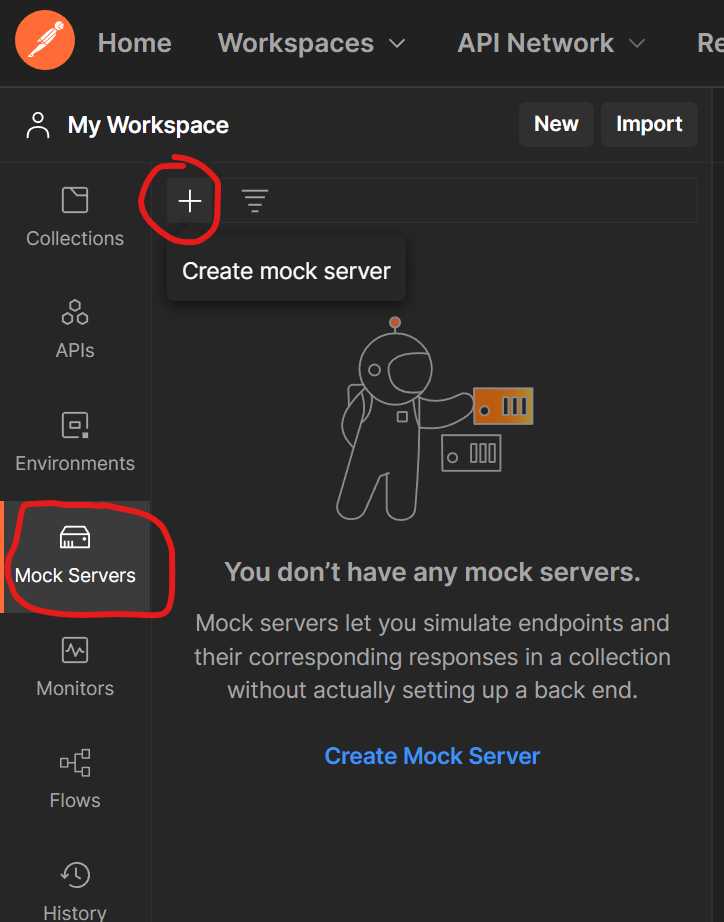 Home Workspaces API Network Re
My Workspace New Import
Collections
Create mock server
APIs
Environments
Mock Servers
You don’t have any mock servers.
Mock servers let you simulate endpoints and
their corresponding responses in a collection
without actually setting up a back end.
Monitors
Create Mock Server
Flows
History